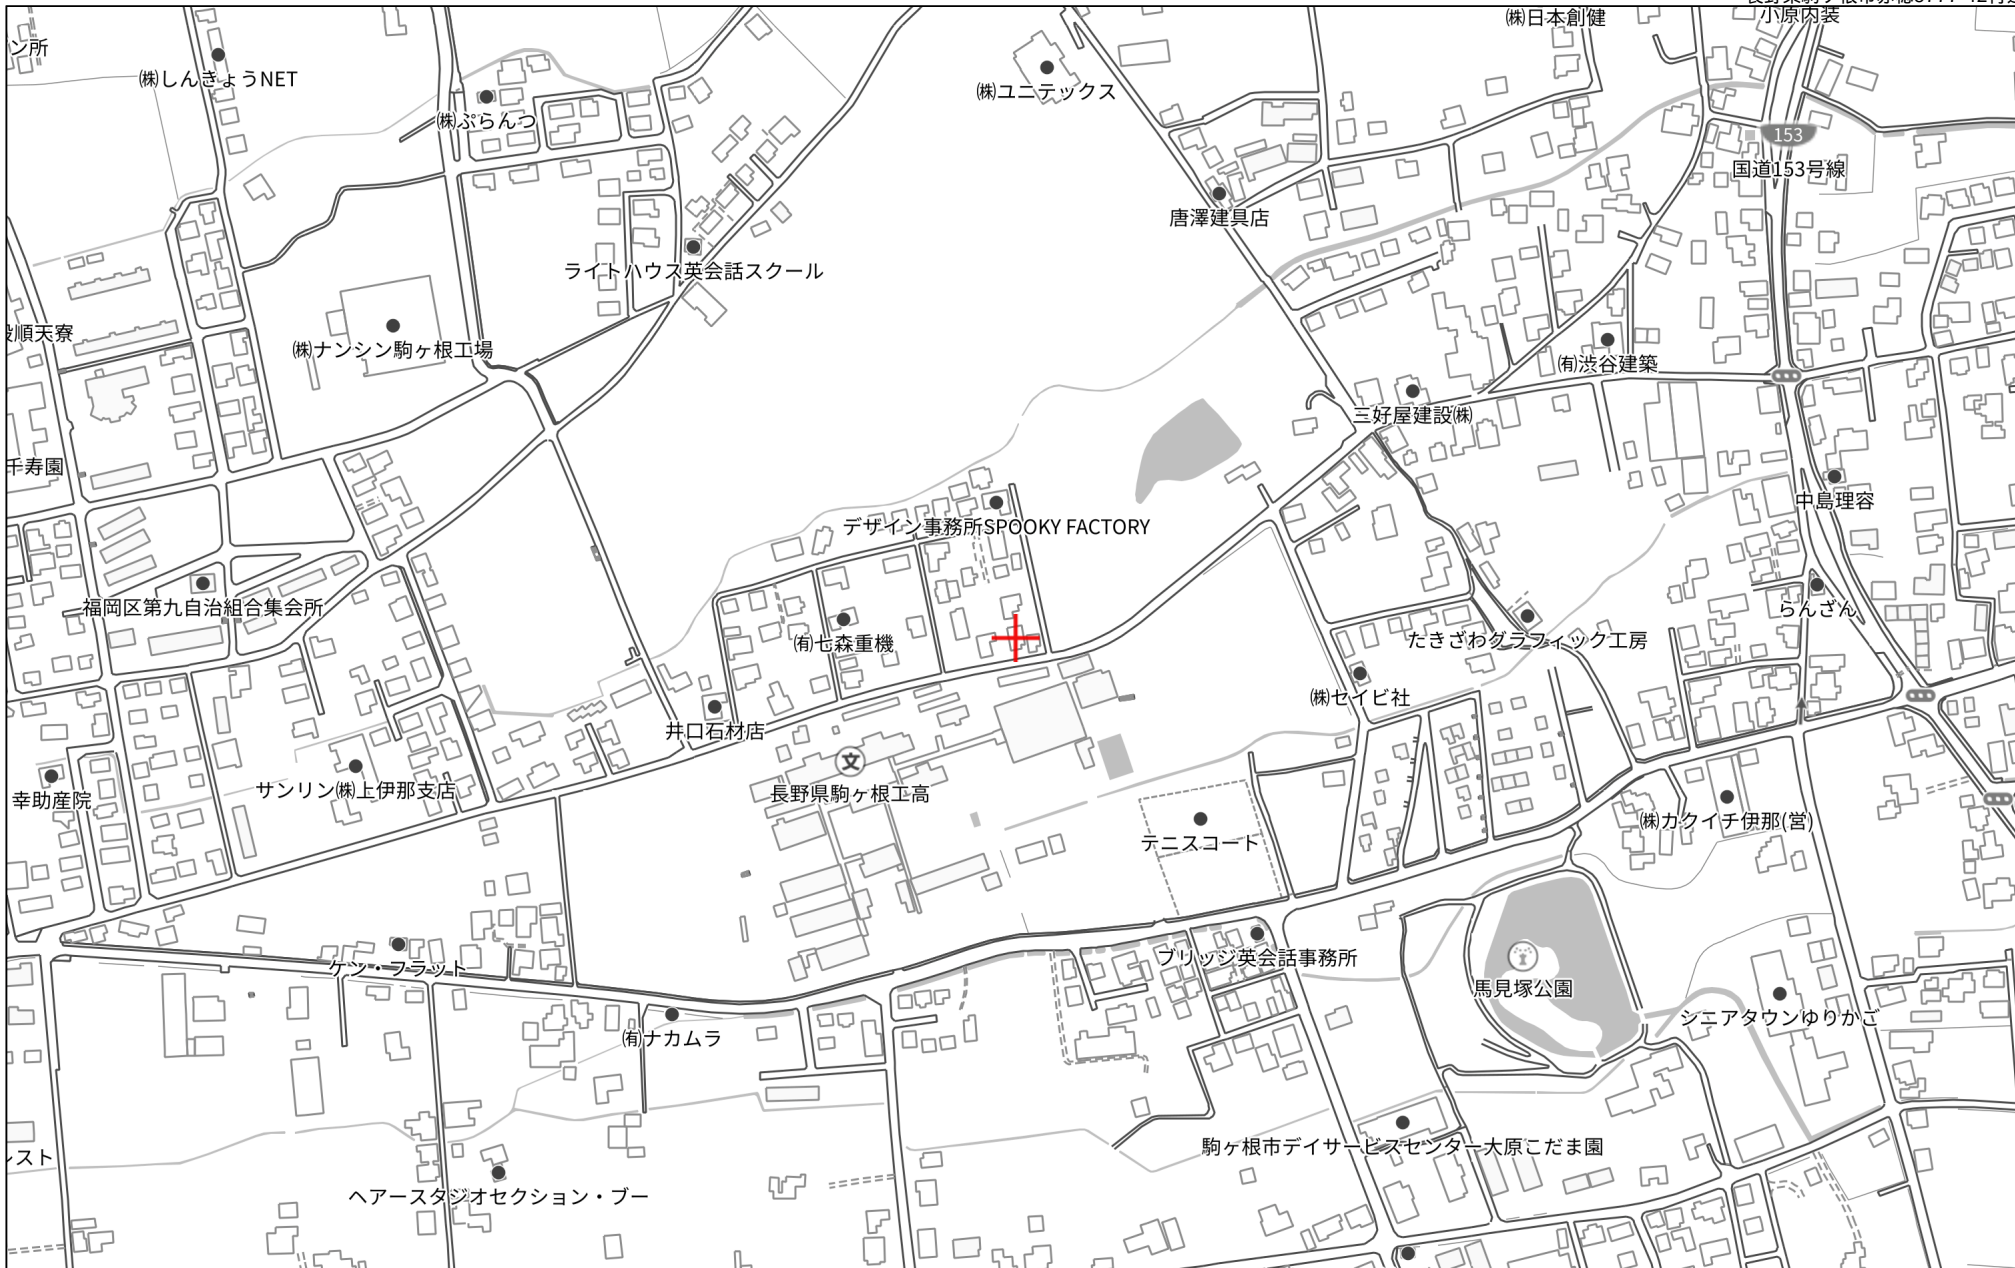 小原内装
㈱日本創健
ン所
㈱しんきょうNET
㈱ユニテックス
㈱ぷらんつ
153
国道153号線
唐澤建具店
ライトハウス英会話スクール
順天寮
㈱ナンシン駒ヶ根工場
㈲渋谷建築
三好屋建設㈱
千寿園
中島理容
デザイン事務所SPOOKY FACTORY
福岡区第九自治組合集会所
らんざん
㈲七森重機
たきざわグラフィック工房
㈱セイビ社
井口石材店
文
サンリン㈱上伊那支店
長野県駒ヶ根工高
幸助産院
㈱カクイチ伊那(営)
テニスコート
ケン・フラット
ブリッジ英会話事務所
馬見塚公園
シニアタウンゆりかご
㈲ナカムラ
駒ヶ根市デイサービスセンター大原こだま園
スト
ヘアースタジオセクション・ブー